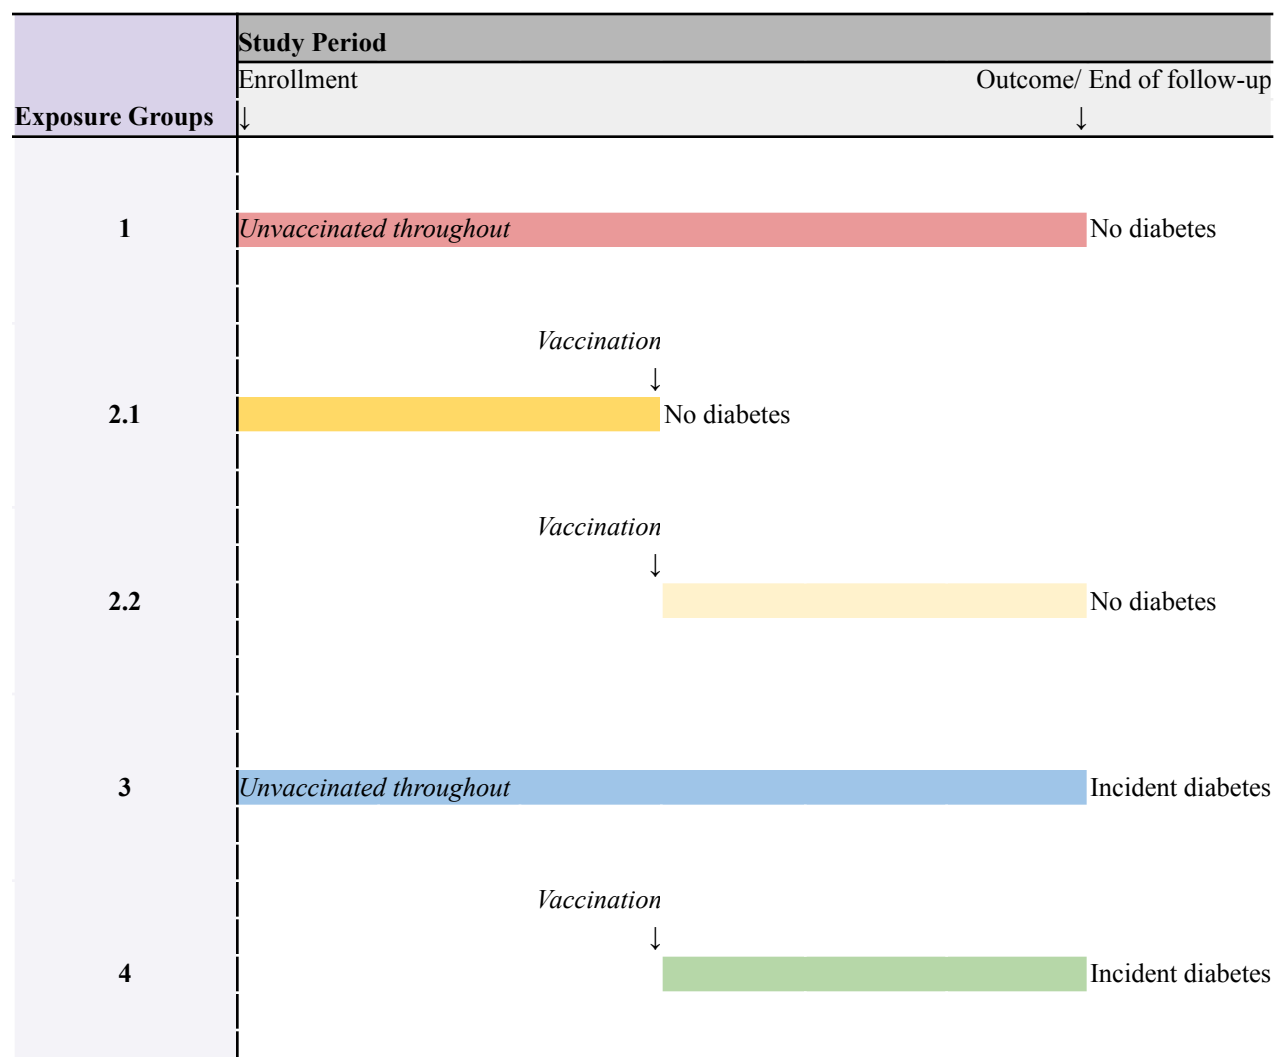 Study Period
Enrollment Outcome/ End of follow-up
Exposure Groups ↓ ↓
1 Unvaccinated throughout No diabetes
Vaccination
↓
2.1 No diabetes
Vaccination
↓
2.2 No diabetes
3 Unvaccinated throughout Incident diabetes
Vaccination
↓
4 Incident diabetes